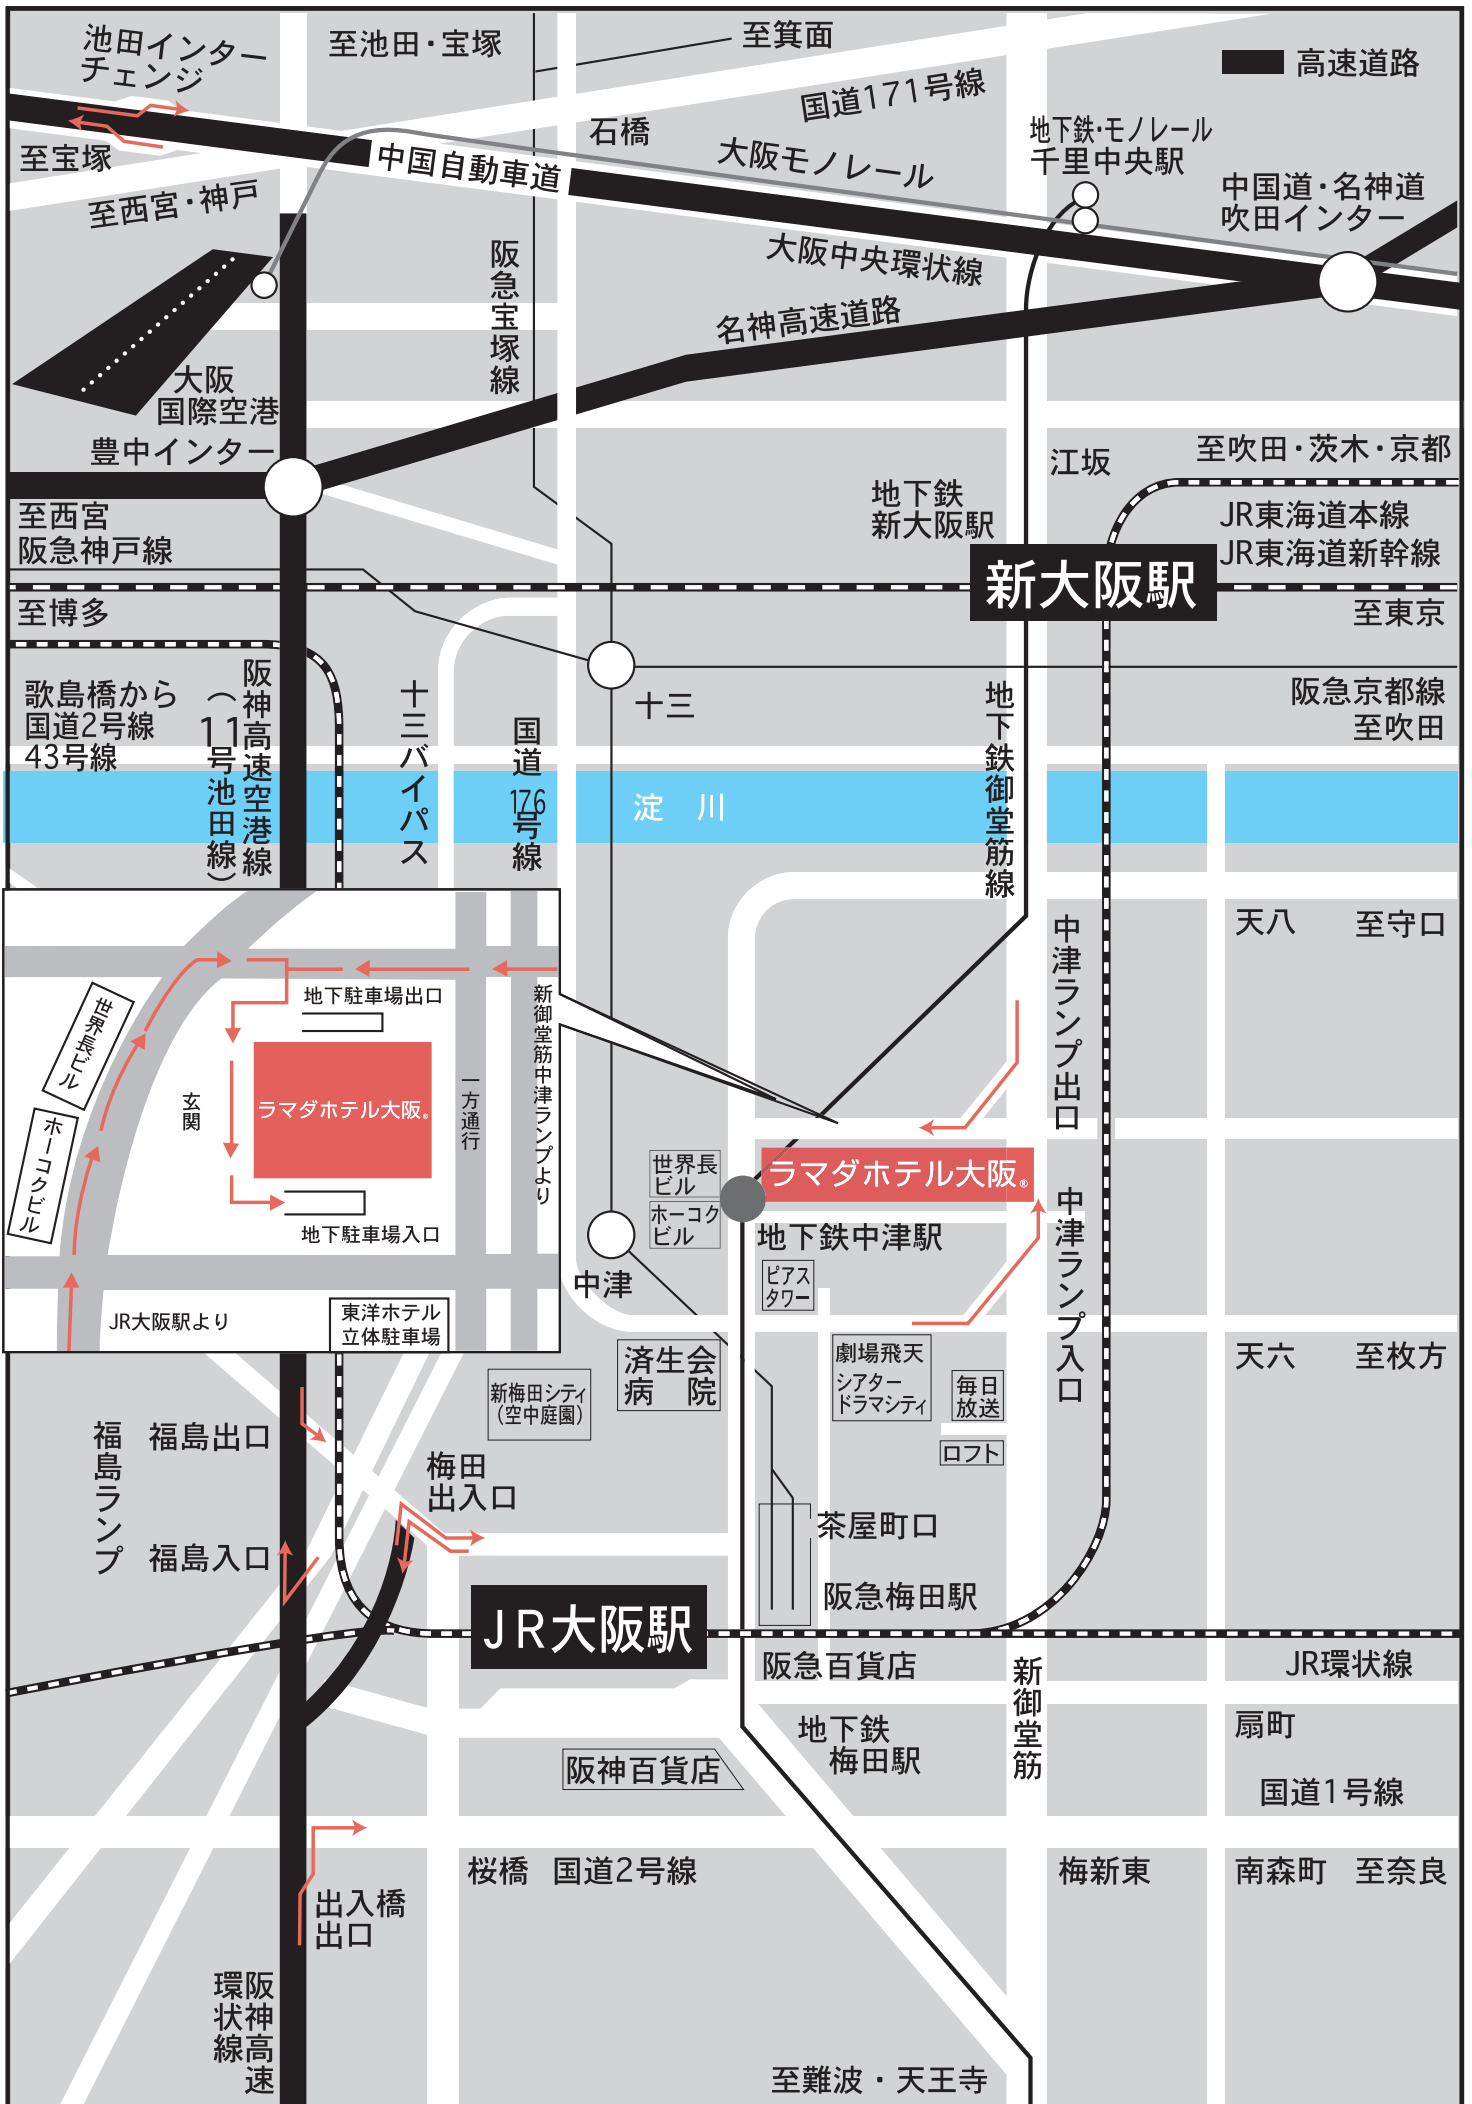 池田インター
チェンジ
至池田・宝塚
至箕面
高速道路
国道171号線
石橋
地下鉄・モノレール
千里中央駅
至宝塚
中国自動車道
大阪モノレール
中国道・名神道
吹田インター
至西宮・神戸
阪急宝塚線
大阪中央環状線
名神高速道路
大阪
国際空港
豊中インター
江坂
至吹田・茨木・京都
地下鉄
新大阪駅
JR東海道本線
JR東海道新幹線
至西宮
阪急神戸線
新大阪駅
至博多
至東京
歌島橋から
国道2号線
43号線
阪神高速空港線
（11号池田線）
十三バイパス
国道176号線
十三
地下鉄御堂筋線
阪急京都線
至吹田
淀 川
天八
至守口
中津ランプ出口
地下駐車場出口
新御堂筋中津ランプより
世界長ビル
ホーコクビル
玄関
ラマダホテル大阪®
一方通行
地下駐車場入口
JR大阪駅より
東洋ホテル
立体駐車場
世界長
ビル
ホーコク
ビル
ラマダホテル大阪®
地下鉄中津駅
中津
ピアス
タワー
中津ランプ入口
済生会
病 院
劇場飛天
シアター
ドラマシティ
毎日
放送
ロフト
天六
至枚方
新梅田シティ
（空中庭園）
福島ランプ
福島出口
梅田
出入口
福島入口
茶屋町口
阪急梅田駅
JR大阪駅
阪急百貨店
新御堂筋
JR環状線
地下鉄
梅田駅
扇町
阪神百貨店
国道1号線
桜橋
国道2号線
梅新東
南森町
至奈良
出入橋
出口
阪神高速
環状線
至難波・天王寺